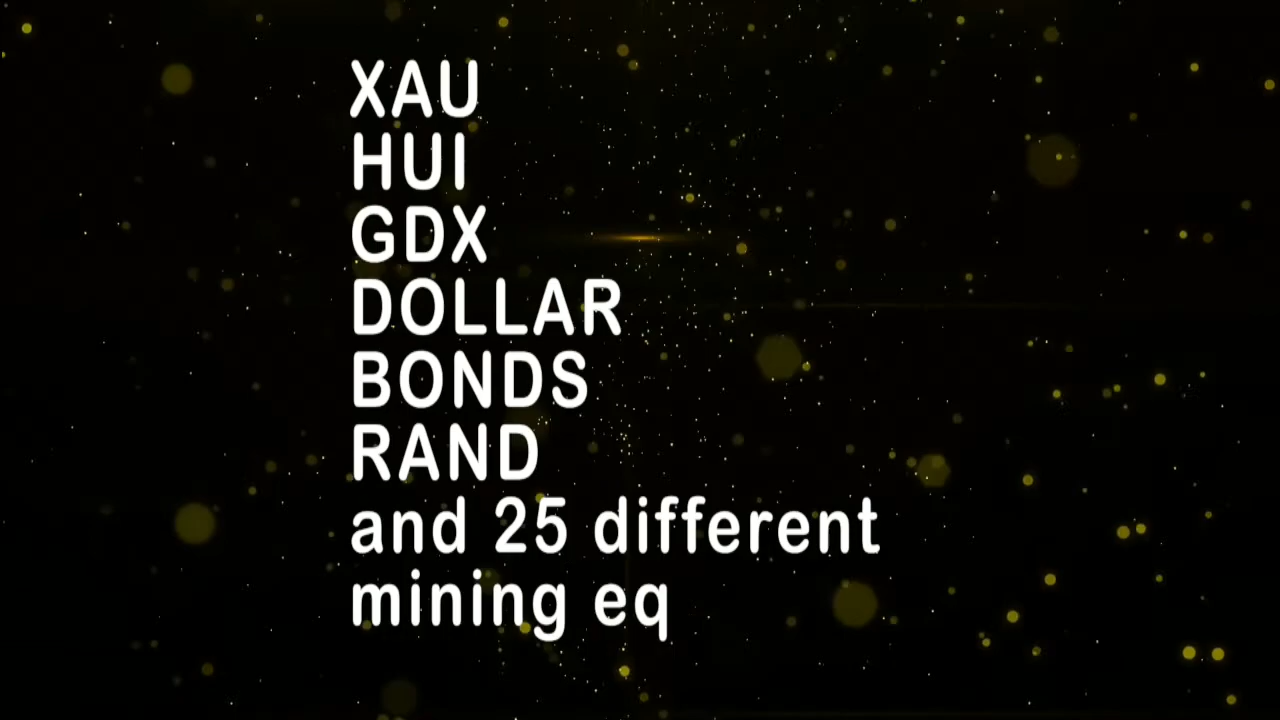 XAU
HUI
GDX
DOLLAR
BONDS
RAND
and 25 different
mining eq